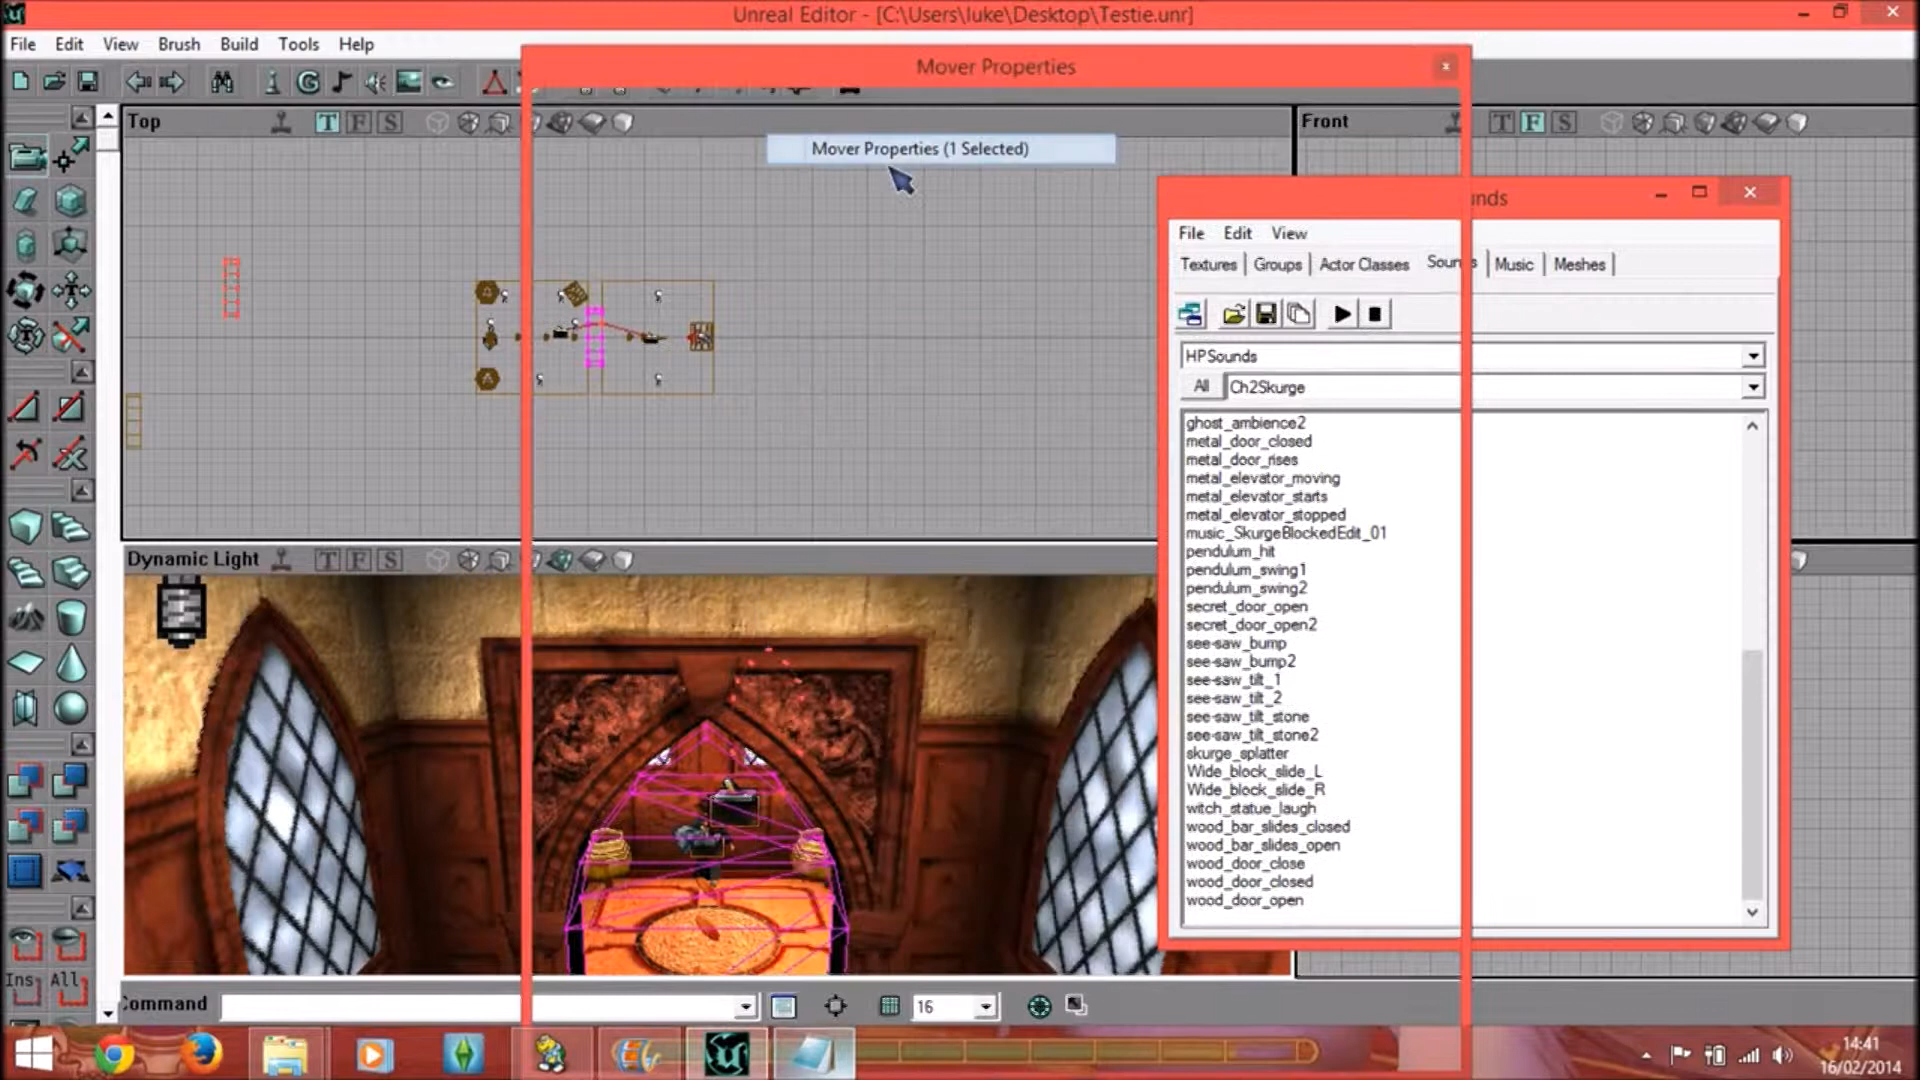 Unreal Editor - [C:\Users\luke\Desktop\Testie.unr]
File Edit View Brush Build Tools Help
Mover Properties
Top
T F S
Front
T F S
Mover Properties (1 Selected)
nds
File Edit View
Textures Groups Actor Classes Sounds Music Meshes
HPSounds
All Ch2Skurge
ghost_ambience2
metal_door_closed
metal_door_rises
metal_elevator_moving
metal_elevator_starts
metal_elevator_stopped
music_SkurgeBlockedEdit_01
pendulum_hit
pendulum_swing1
pendulum_swing2
secret_door_open
secret_door_open2
see-saw_bump
see-saw_bump2
see-saw_tilt_1
see-saw_tilt_2
see-saw_tilt_stone
see-saw_tilt_stone2
skurge_splatter
Wide_block_slide_L
Wide_block_slide_R
witch_statue_laugh
wood_bar_slides_closed
wood_bar_slides_open
wood_door_close
wood_door_closed
wood_door_open
Dynamic Light
T F S
Ins All
Command
16
14:41
16/02/2014